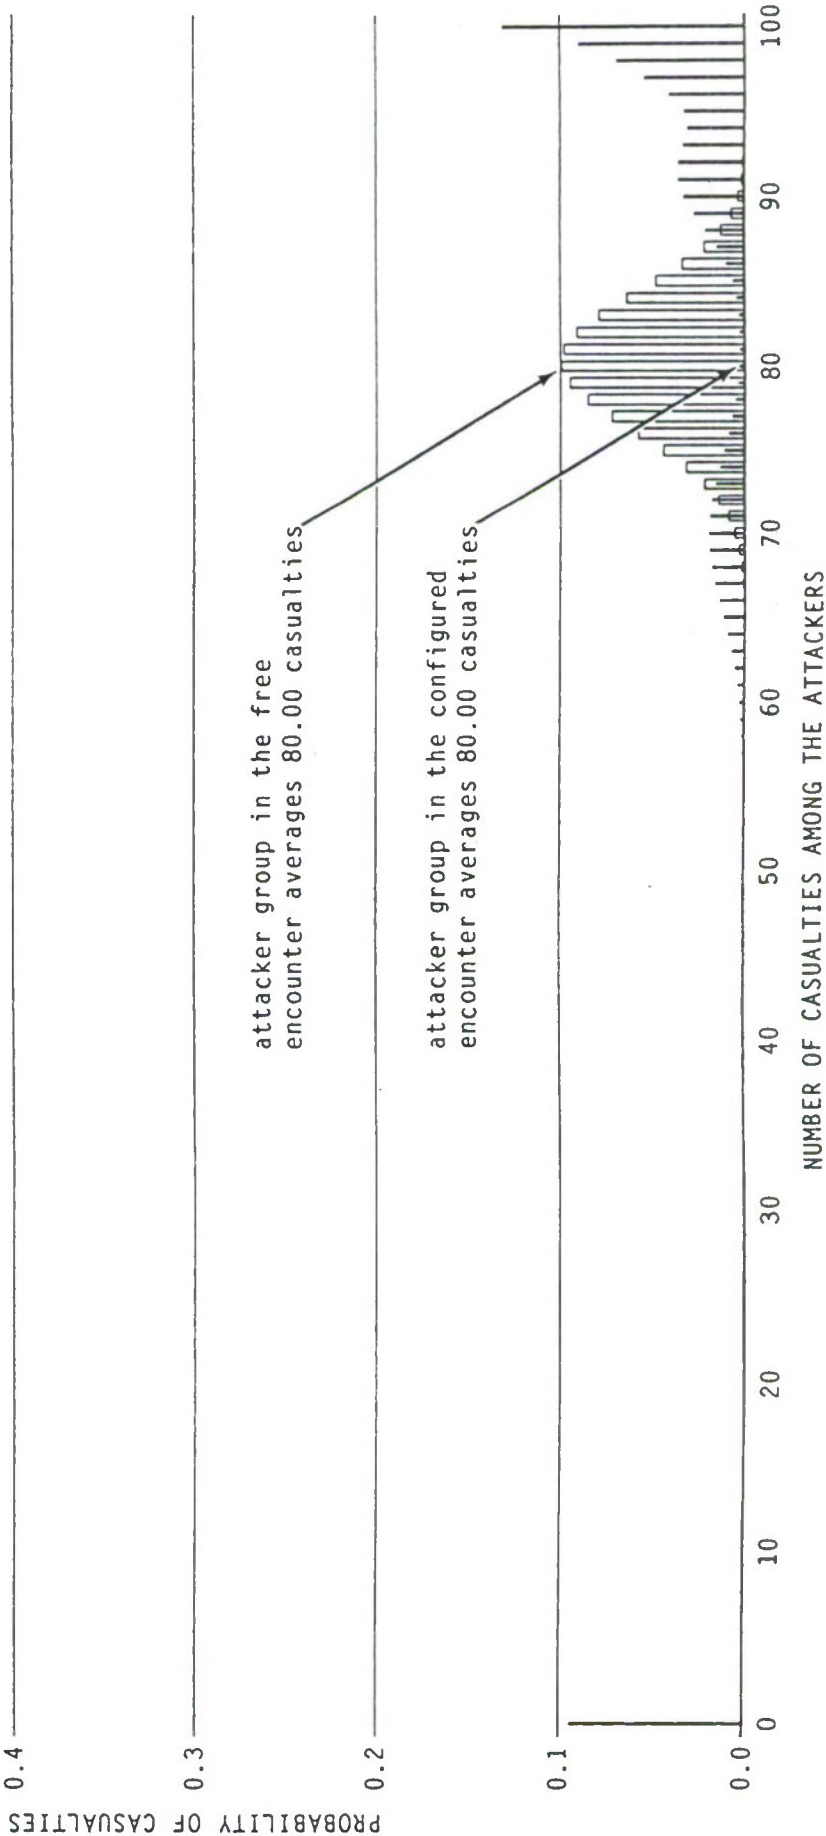 PROBABILITY OF CASUALTIES
0.4
0.3
0.2
0.1
0.0
attacker group in the free
encounter averages 80.00 casualties
attacker group in the configured
encounter averages 80.00 casualties
0 10 20 30 40 50 60 70 80 90 100
NUMBER OF CASUALTIES AMONG THE ATTACKERS